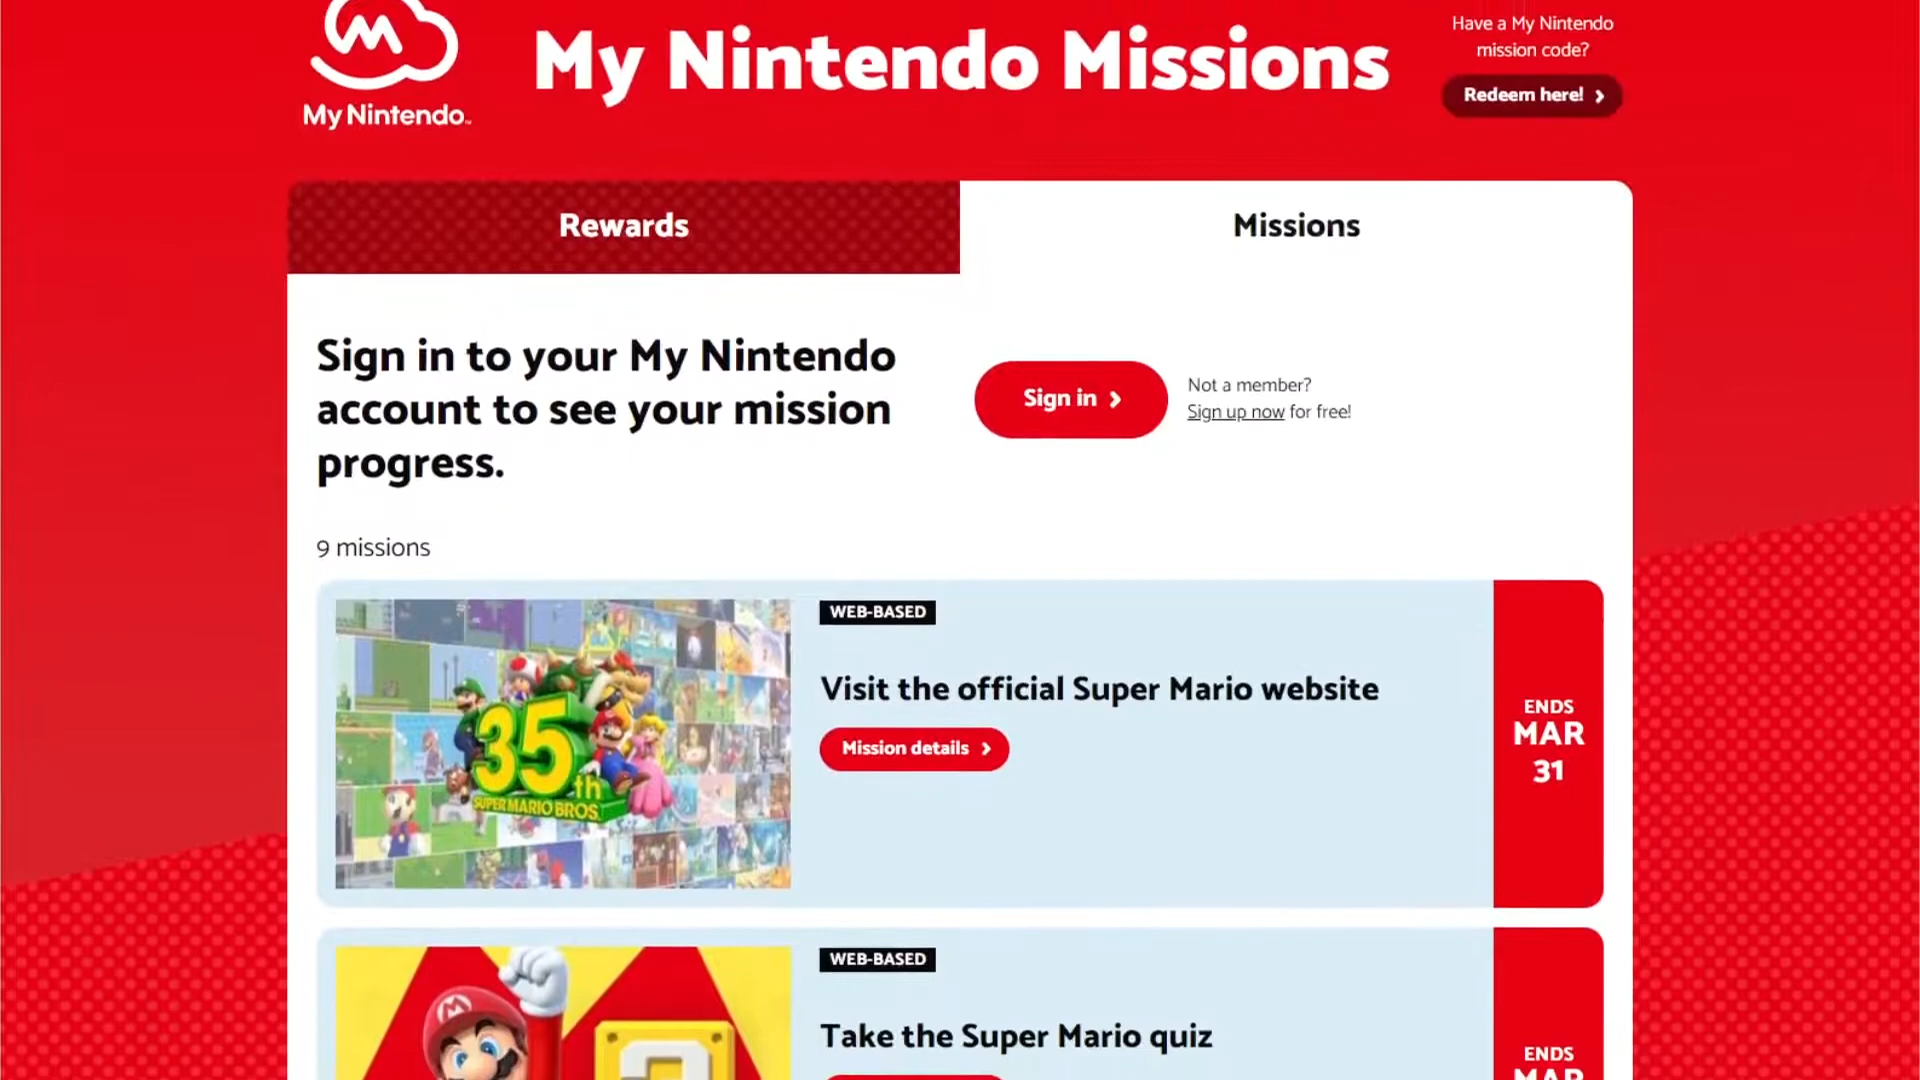 My Nintendo™
My Nintendo Missions
Have a My Nintendo
mission code?
Redeem here!
Rewards
Missions
Sign in to your My Nintendo
account to see your mission
progress.
Sign in
Not a member?
Sign up now for free!
9 missions
35th
SUPER MARIO BROS.
WEB-BASED
Visit the official Super Mario website
Mission details
ENDS
MAR
31
WEB-BASED
Take the Super Mario quiz
ENDS
MAR